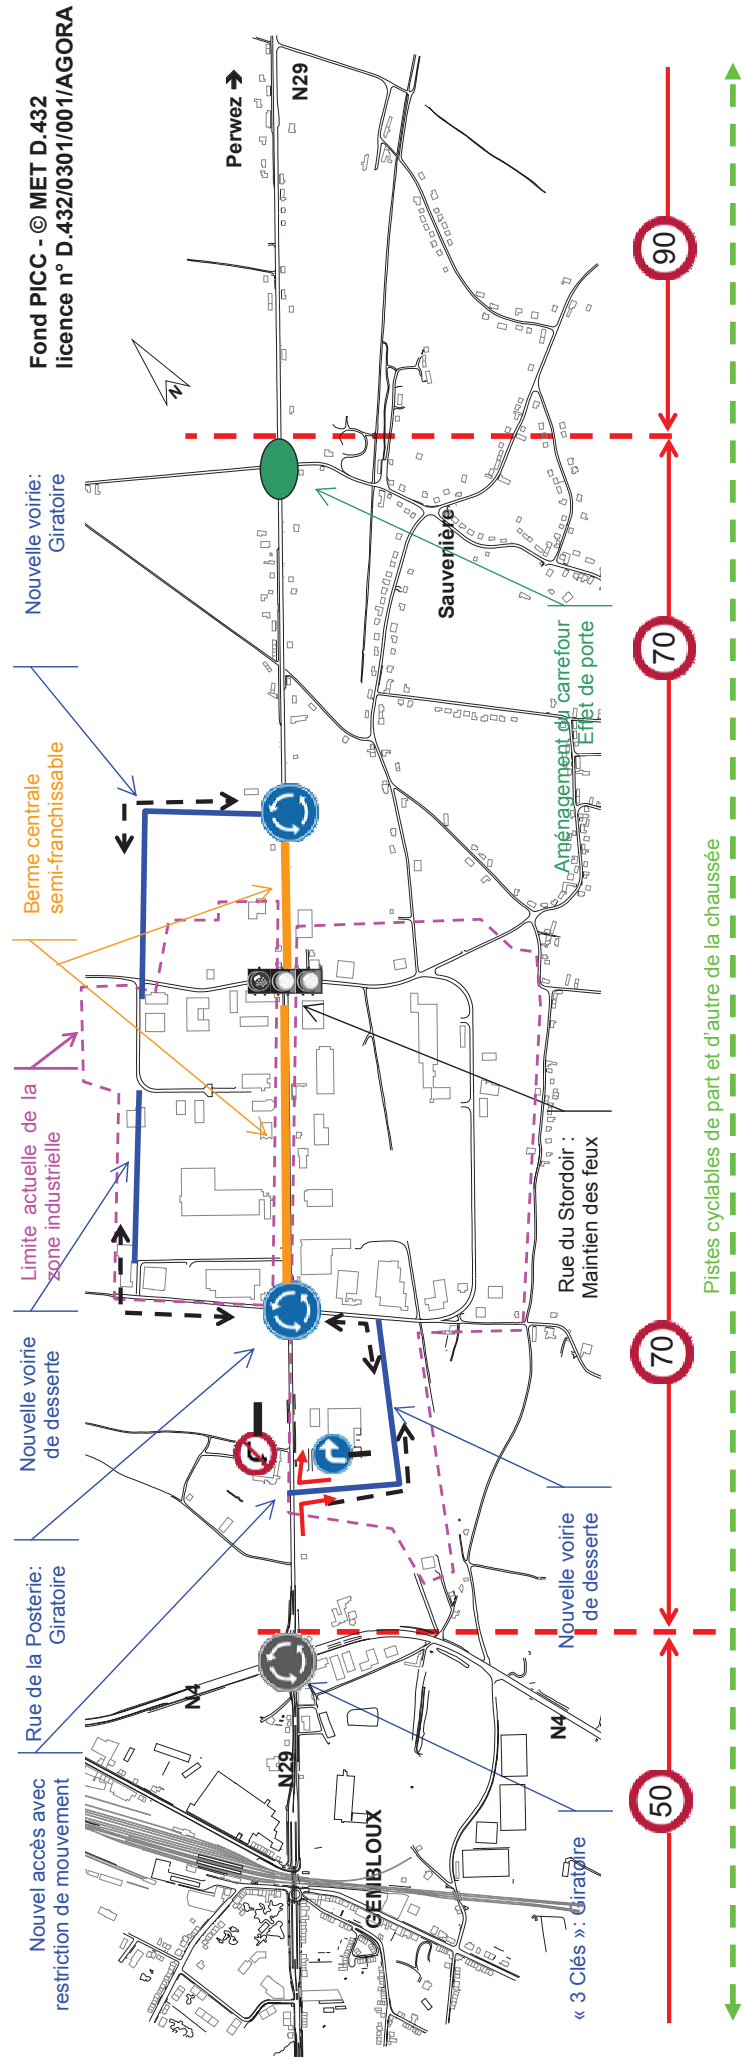 Fond PICC - © MET D.432
licence n° D.432/0301/001/AGORA
Nouvel accès avec
restriction de mouvement
Rue de la Posterie:
Giratoire
Nouvelle voirie
de desserte
Limite actuelle de la
zone industrielle
Berme centrale
semi-franchissable
Nouvelle voirie:
Giratoire
Perwez
N29
N
N4
N29
N4
GEMBLOUX
Sauvenière
« 3 Clés »: Giratoire
Nouvelle voirie
de desserte
Rue du Stordoir :
Maintien des feux
Aménagement du carrefour
Effet de porte
50
70
70
90
Pistes cyclables de part et d'autre de la chaussée